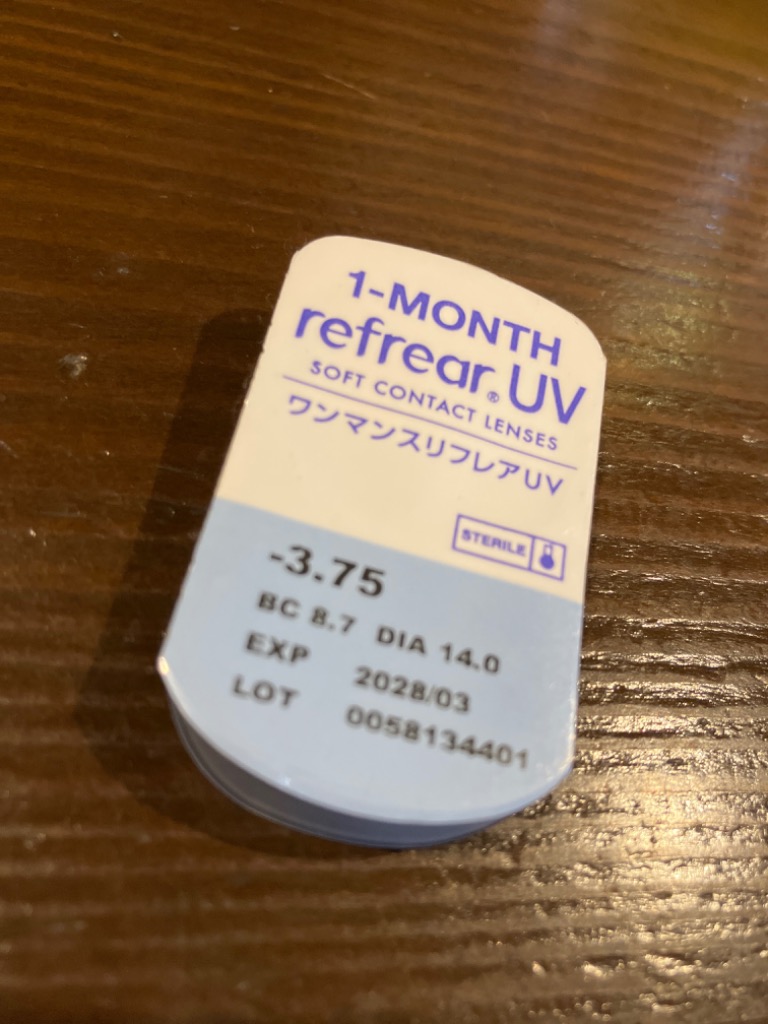 1-MONTH
refrear® UV
SOFT CONTACT LENSES
ワンマンスリフレアUV
STERILE
-3.75
BC 8.7 DIA 14.0
EXP 2028/03
LOT 0058134401